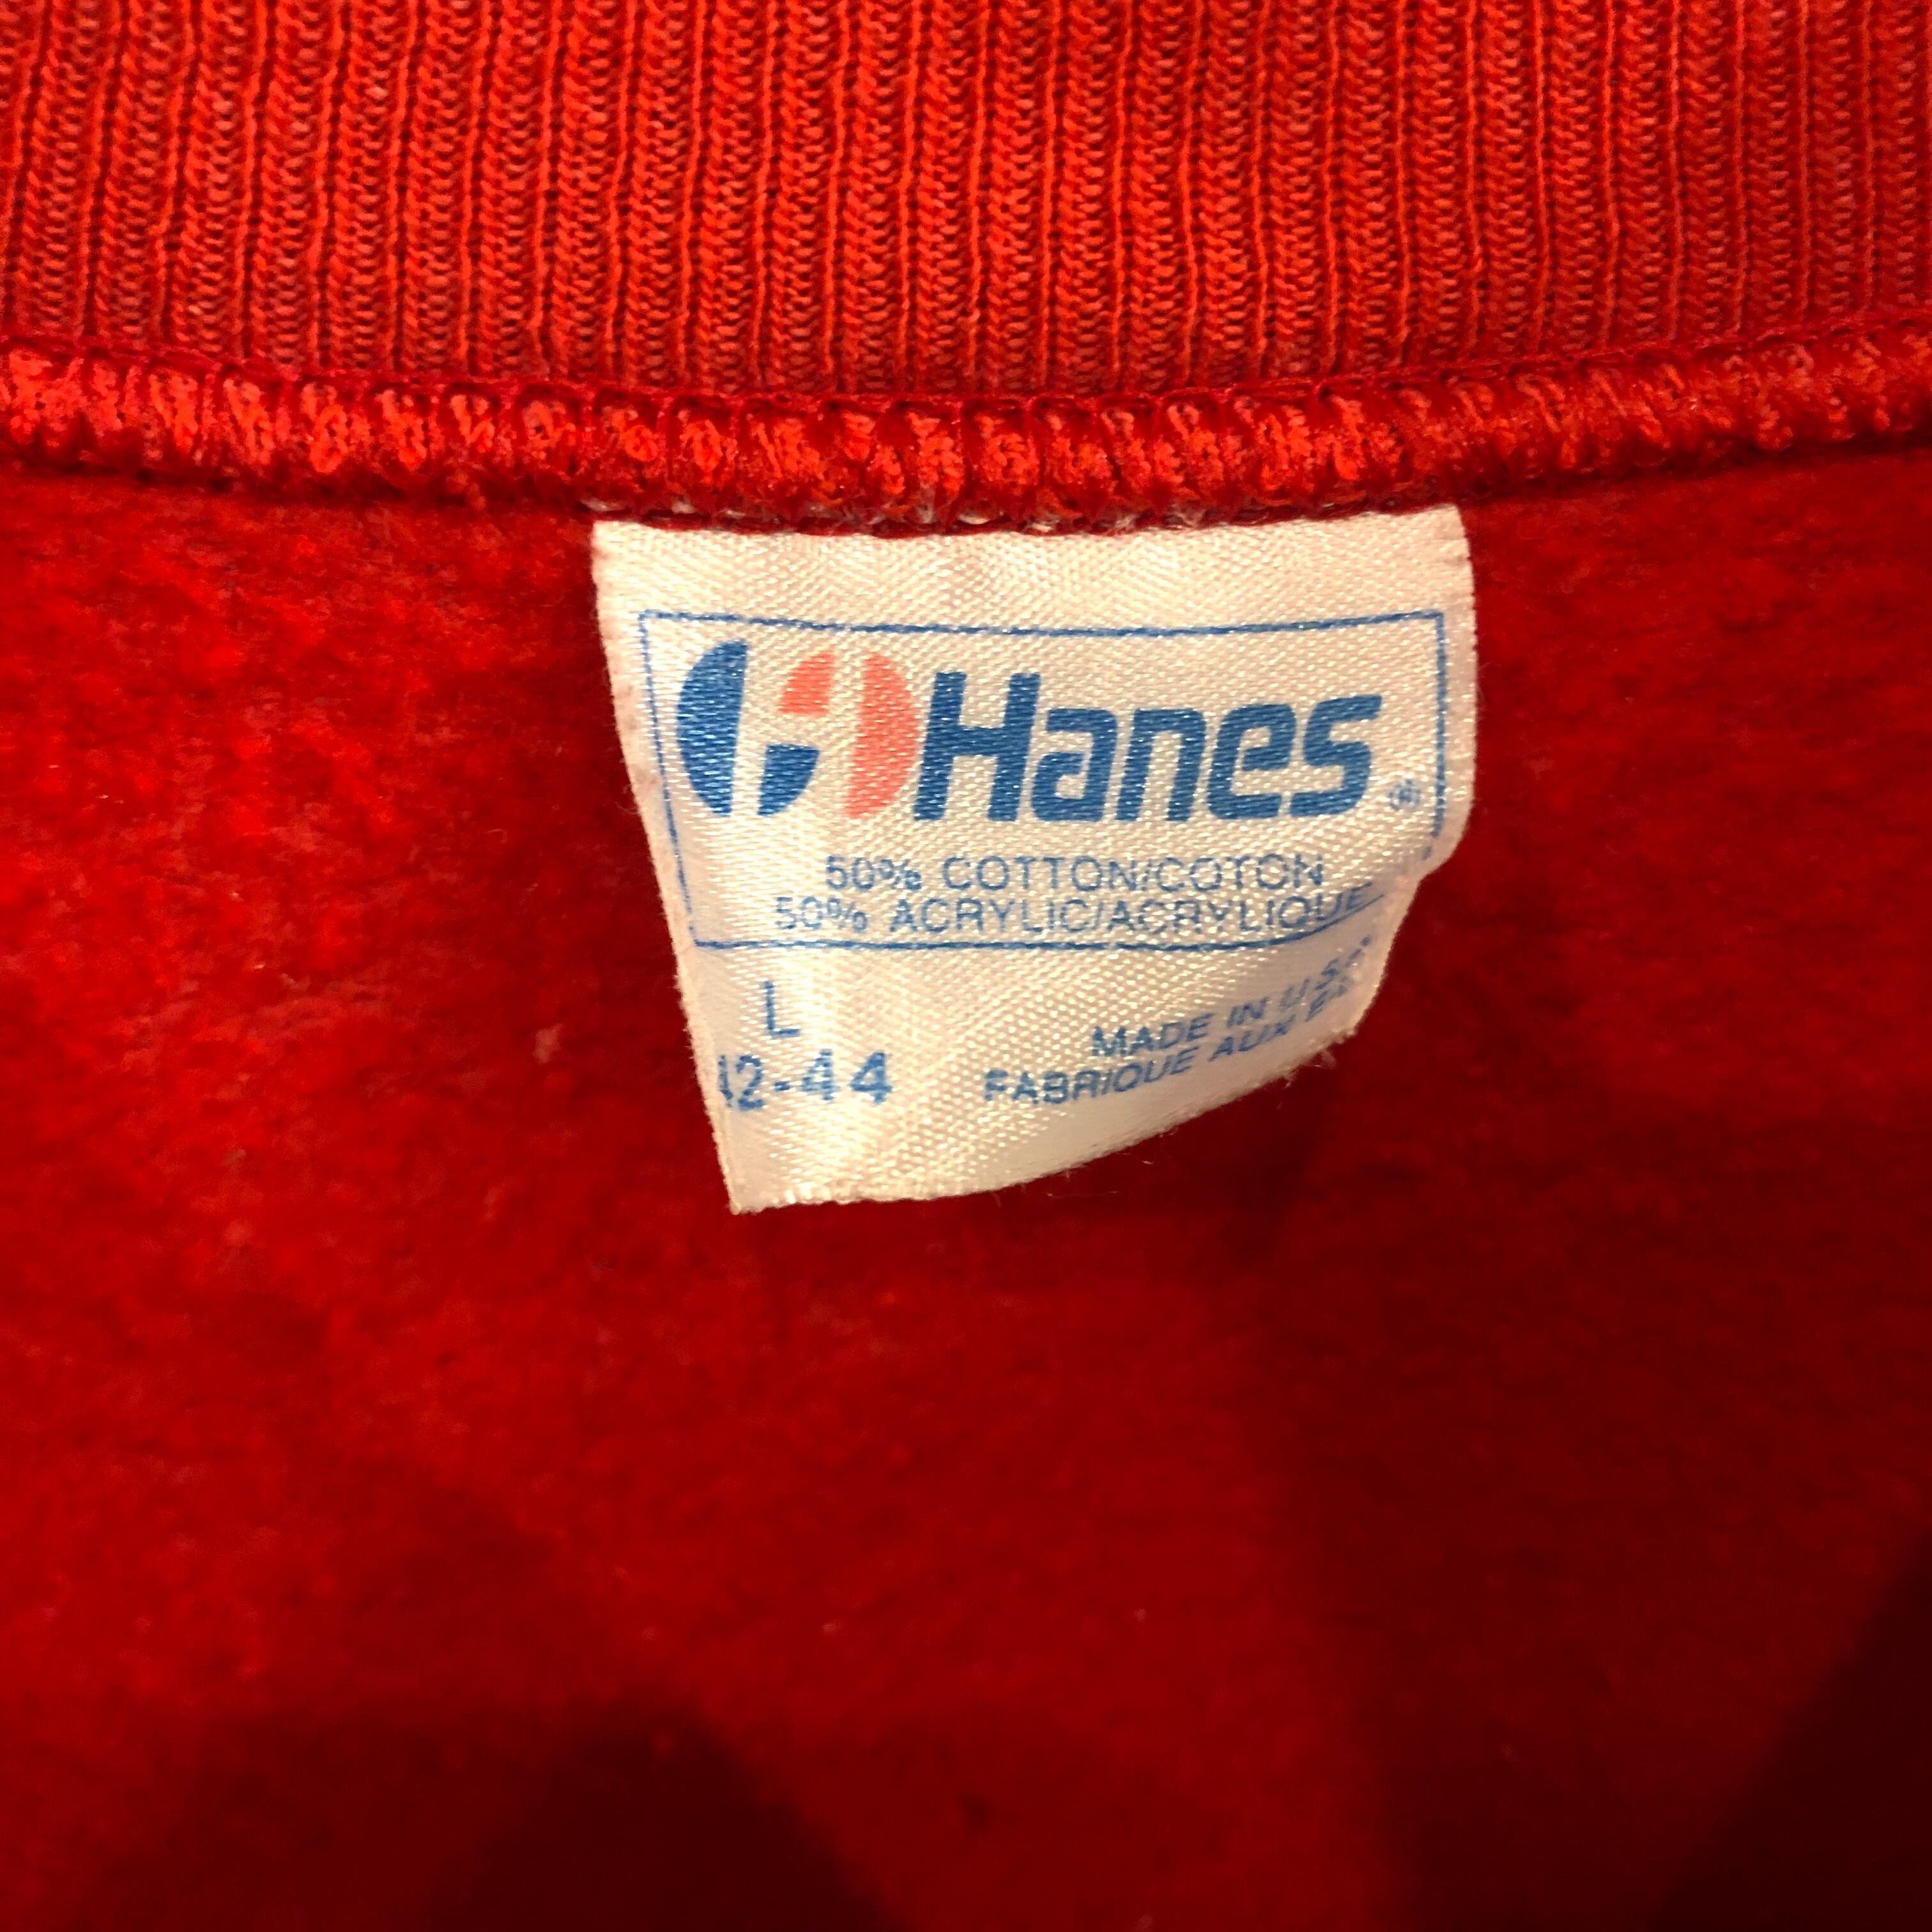 Hanes®
50% COTTON/COTON
50% ACRYLIC/ACRYLIQUE
L
42-44
MADE IN U.S.
FABRIQUE AUX